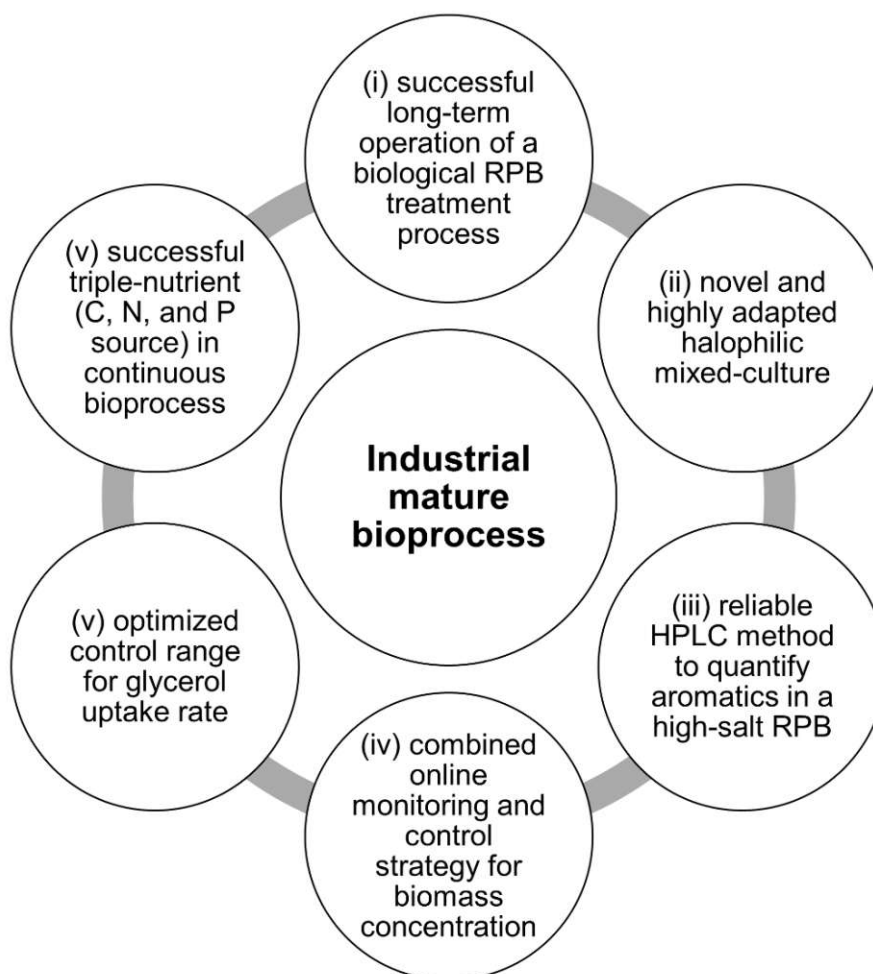 (i) successful
long-term
operation of a
biological RPB
treatment
process
(ii) novel and
highly adapted
halophilic
mixed-culture
(iii) reliable
HPLC method
to quantify
aromatics in a
high-salt RPB
(iv) combined
online
monitoring and
control
strategy for
biomass
concentration
(v) optimized
control range
for glycerol
uptake rate
(v) successful
triple-nutrient
(C, N, and P
source) in
continuous
bioprocess
Industrial
mature
bioprocess